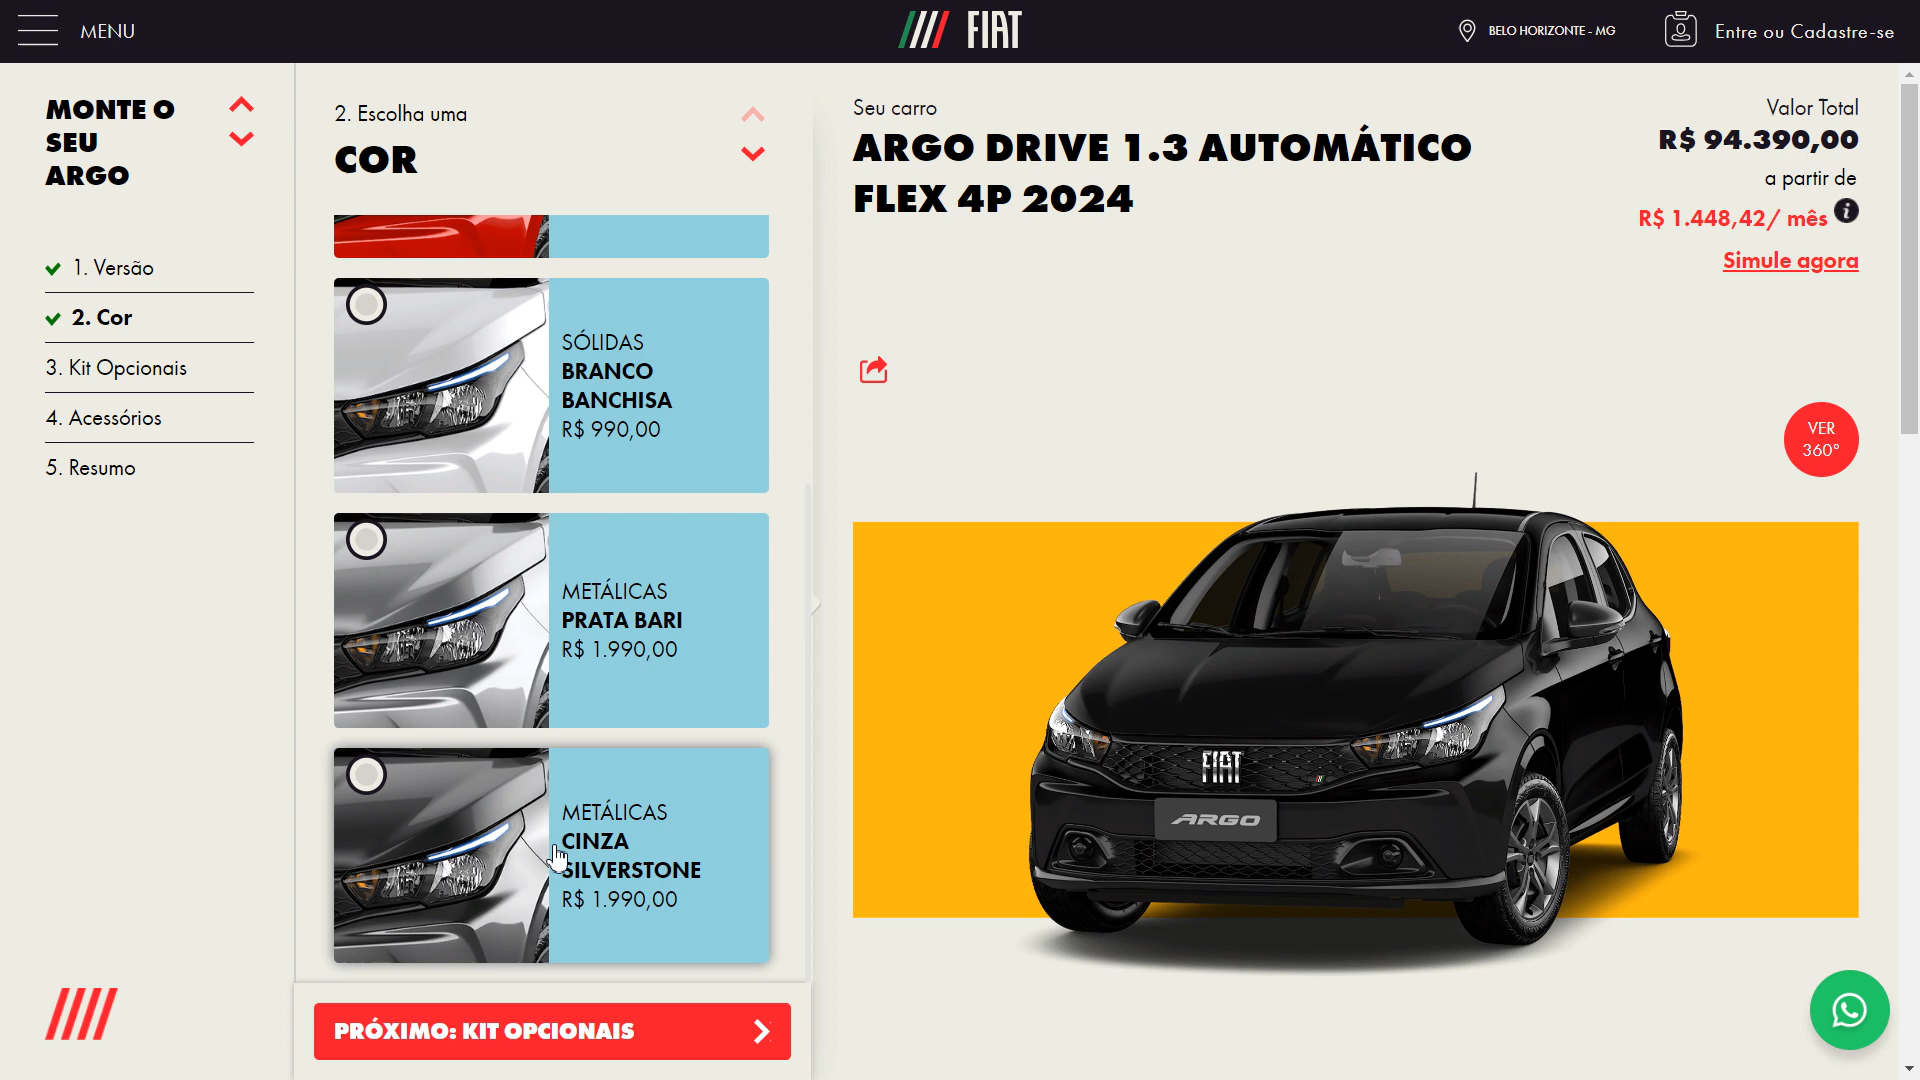 MENU
FIAT
BELO HORIZONTE - MG
Entre ou Cadastre-se
MONTE O
SEU
ARGO
1. Versão
2. Cor
3. Kit Opcionais
4. Acessórios
5. Resumo
2. Escolha uma
COR
SÓLIDAS
BRANCO
BANCHISA
R$ 990,00
METÁLICAS
PRATA BARI
R$ 1.990,00
METÁLICAS
CINZA
SILVERSTONE
R$ 1.990,00
PRÓXIMO: KIT OPCIONAIS
Seu carro
ARGO DRIVE 1.3 AUTOMÁTICO
FLEX 4P 2024
Valor Total
R$ 94.390,00
a partir de
R$ 1.448,42/ mês
Simule agora
VER
360°
FIAT
ARGO